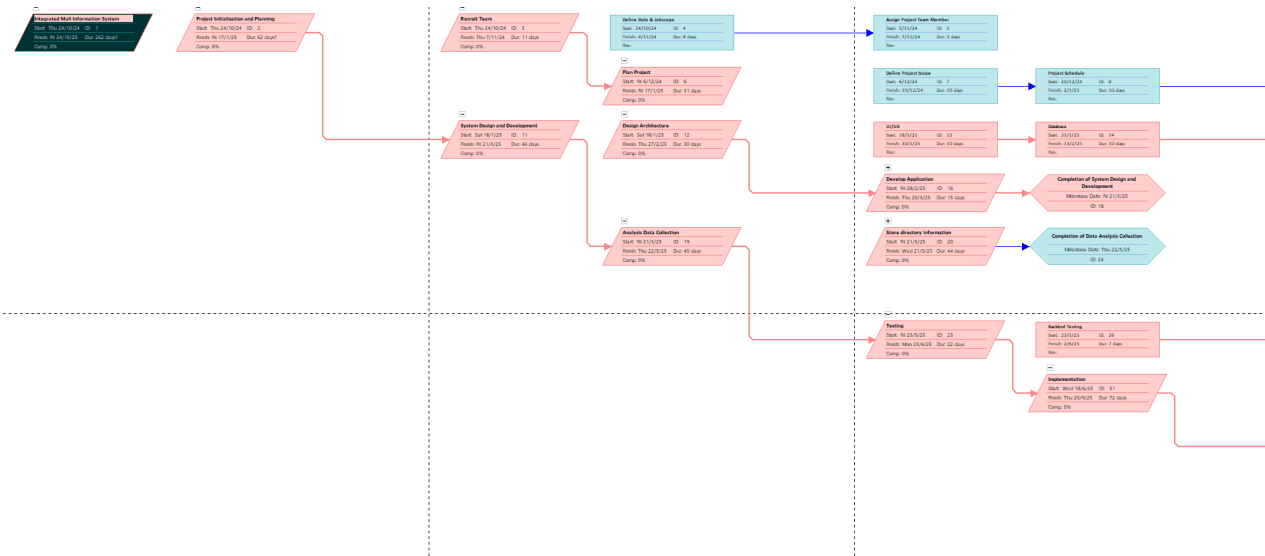 Integrated Mall Information System
Start: Thu 24/10/24 ID: 1
Finish: Fri 24/10/25 Dur: 262 days?
Comp: 0%
Project Initialization and Planning
Start: Thu 24/10/24 ID: 2
Finish: Fri 17/1/25 Dur: 62 days?
Comp: 0%
Recruit Team
Start: Thu 24/10/24 ID: 3
Finish: Thu 7/11/24 Dur: 11 days
Comp: 0%
Define Role &
Start: 24/10/24 ID: 4
Finish: 4/11/24 Dur: 8 days
Res:
Assign Project Team Member
Start: 5/11/24 ID: 5
Finish: 7/11/24 Dur: 3 days
Res:
Plan Project
Start: Fri 6/12/24 ID: 6
Finish: Fri 17/1/25 Dur: 31 days
Comp: 0%
Define Project Scope
Start: 6/12/24 ID: 7
Finish: 19/12/24 Dur: 10 days
Res:
Project Schedule
Start: 20/12/24 ID: 8
Finish: 2/1/25 Dur: 10 days
Res:
System Design and Development
Start: Sat 18/1/25 ID: 11
Finish: Fri 21/3/25 Dur: 46 days
Comp: 0%
Design Architecture
Start: Sat 18/1/25 ID: 12
Finish: Thu 27/2/25 Dur: 30 days
Comp: 0%
UI/UX
Start: 18/1/25 ID: 13
Finish: 30/1/25 Dur: 10 days
Res:
Database
Start: 31/1/25 ID: 14
Finish: 13/2/25 Dur: 10 days
Res:
Develop Application
Start: Fri 28/2/25 ID: 16
Finish: Thu 20/3/25 Dur: 15 days
Comp: 0%
Completion of System Design and
Development
Milestone Date: Fri 21/3/25
ID: 18
Analysis Data Collection
Start: Fri 21/3/25 ID: 19
Finish: Thu 22/5/25 Dur: 45 days
Comp: 0%
Store directory information
Start: Fri 21/3/25 ID: 20
Finish: Wed 21/5/25 Dur: 44 days
Comp: 0%
Completion of Data Analysis Collection
Milestone Date: Thu 22/5/25
ID: 24
Testing
Start: Fri 23/5/25 ID: 25
Finish: Mon 23/6/25 Dur: 22 days
Comp: 0%
Backend Testing
Start: 23/5/25 ID: 26
Finish: 2/6/25 Dur: 7 days
Res:
Implementation
Start: Wed 18/6/25 ID: 31
Finish: Thu 25/9/25 Dur: 72 days
Comp: 0%